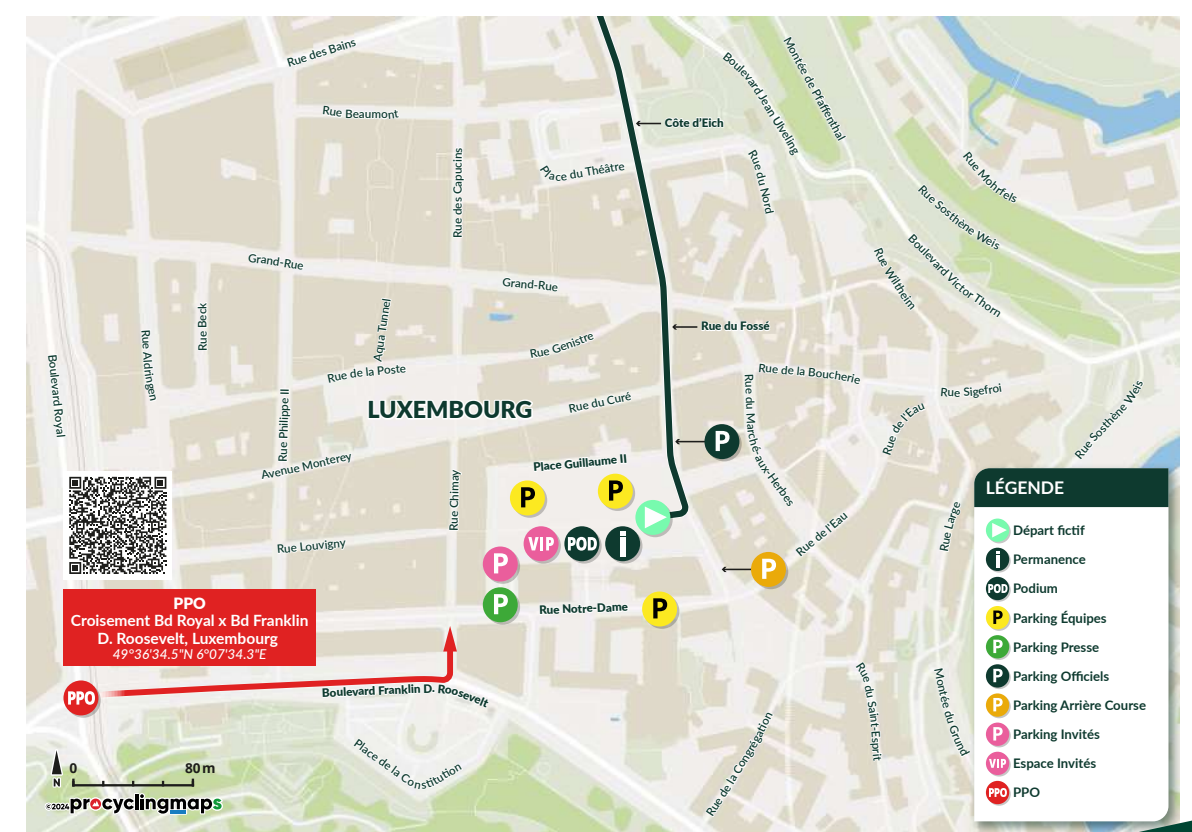 Rue des Bains
Rue Beaumont
Côte d'Eich
Boulevard Jean Ulveling
Montée de Pfaffenthal
Rue Mohrfels
Place du Théâtre
Rue du Nord
Rue des Capucins
Rue Sosthène Weis
Boulevard Victor Thorn
Rue Wiltheim
Grand-Rue
Grand-Rue
Rue Beck
Rue Aldringen
Aqua Tunnel
Boulevard Royal
Rue du Fossé
Rue Genistre
Rue de la Poste
Rue de la Boucherie
Rue Sigefroi
Rue Philippe II
LUXEMBOURG
Rue du Curé
Rue du Marché-aux-Herbes
Rue de l'Eau
Rue Sosthène Weis
P
Avenue Monterey
Place Guillaume II
Rue Chimay
P
P
Rue Louvigny
VIP
POD
i
Rue de l'Eau
Rue Large
P
P
P
Rue Notre-Dame
P
PPO
Croisement Bd Royal x Bd Franklin
D. Roosevelt, Luxembourg
49°36'34.5"N 6°07'34.3"E
PPO
Boulevard Franklin D. Roosevelt
Place de la Constitution
Rue de la Congrégation
Rue du Saint-Esprit
Montée du Grund
LÉGENDE
Départ fictif
i Permanence
POD Podium
P Parking Équipes
P Parking Presse
P Parking Officiels
P Parking Arrière Course
P Parking Invités
VIP Espace Invités
PPO PPO
N
0 80 m
©2024 procyclingmaps